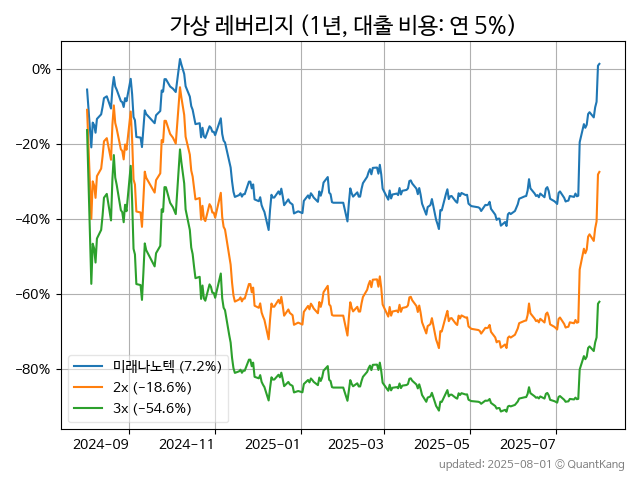 가상 레버리지 (1년, 대출 비용: 연 5%)
0%
−20%
−40%
−60%
−80%
미래나노텍 (7.2%)
2x (−18.6%)
3x (−54.6%)
2024-09 2024-11 2025-01 2025-03 2025-05 2025-07
updated: 2025-08-01 © QuantKang